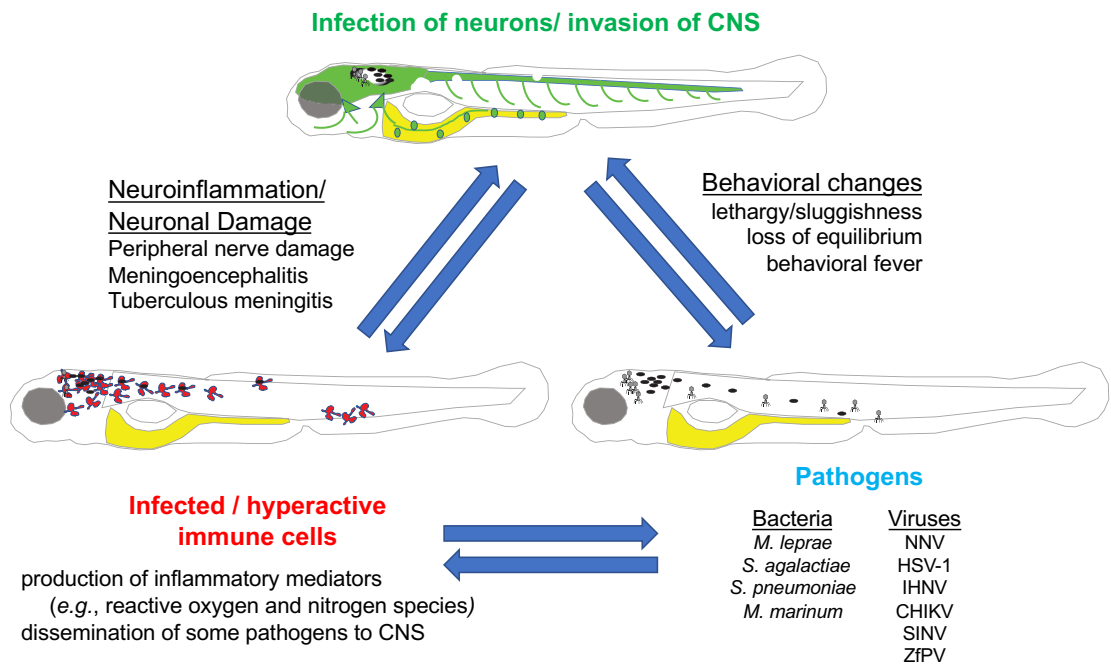 Infection of neurons/ invasion of CNS
Neuroinflammation/
Neuronal Damage
Peripheral nerve damage
Meningoencephalitis
Tuberculous meningitis
Behavioral changes
lethargy/sluggishness
loss of equilibrium
behavioral fever
Infected / hyperactive
immune cells
production of inflammatory mediators
(e.g., reactive oxygen and nitrogen species)
dissemination of some pathogens to CNS
Pathogens
Bacteria
M. leprae
S. agalactiae
S. pneumoniae
M. marinum
Viruses
NNV
HSV-1
IHNV
CHIKV
SINV
ZfPV